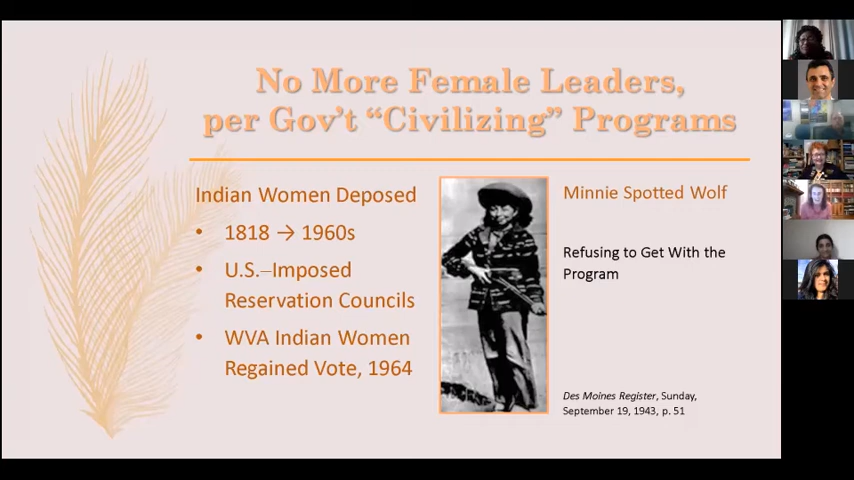 No More Female Leaders,
per Gov't “Civilizing” Programs
Indian Women Deposed
• 1818 → 1960s
• U.S.–Imposed
Reservation Councils
• WVA Indian Women
Regained Vote, 1964
Minnie Spotted Wolf
Refusing to Get With the
Program
Des Moines Register, Sunday,
September 19, 1943, p. 51